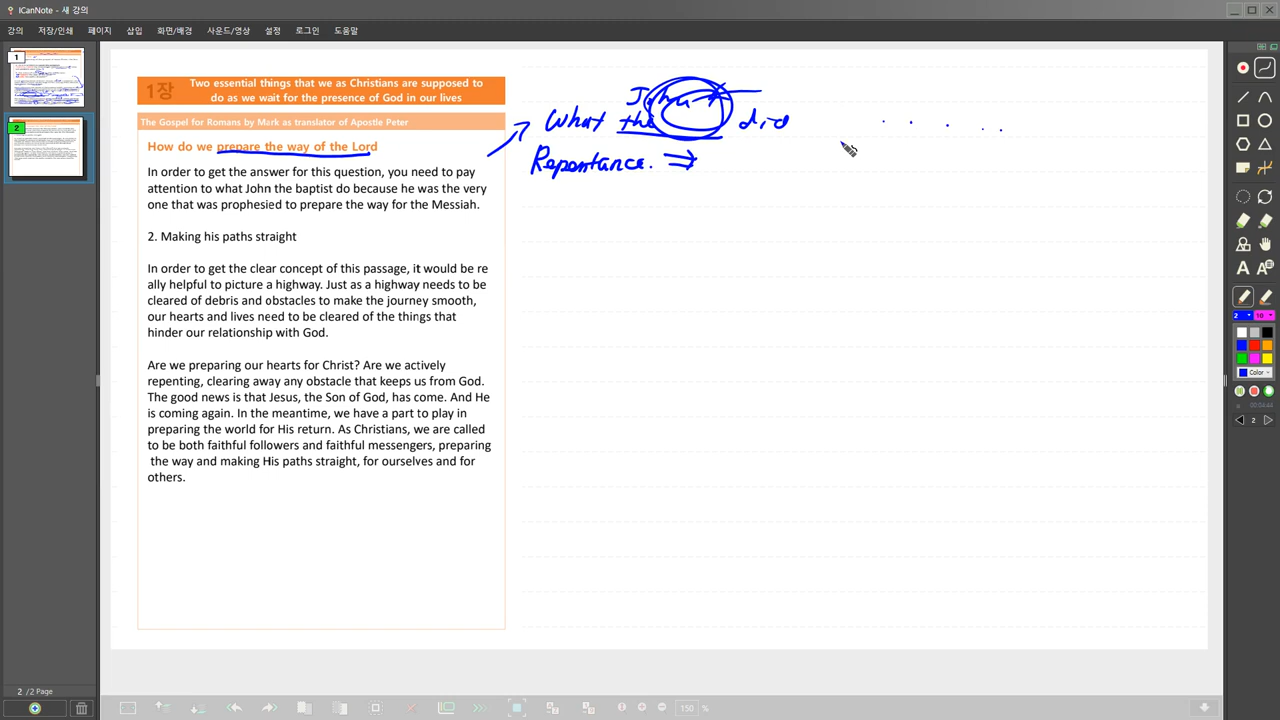 ICanNote - 새 강의
강의 저장/인쇄 페이지 삽입 화면/배경 사운드/영상 설정 로그인 도움말
1
2
1장
Two essential things that we as Christians are supposed to
do as we wait for the presence of God in our lives
The Gospel for Romans by Mark as translator of Apostle Peter
How do we prepare the way of the Lord
In order to get the answer for this question, you need to pay
attention to what John the baptist do because he was the very
one that was prophesied to prepare the way for the Messiah.
2. Making his paths straight
In order to get the clear concept of this passage, it would be re
ally helpful to picture a highway. Just as a highway needs to be
cleared of debris and obstacles to make the journey smooth,
our hearts and lives need to be cleared of the things that
hinder our relationship with God.
Are we preparing our hearts for Christ? Are we actively
repenting, clearing away any obstacle that keeps us from God.
The good news is that Jesus, the Son of God, has come. And He
is coming again. In the meantime, we have a part to play in
preparing the world for His return. As Christians, we are called
to be both faithful followers and faithful messengers, preparing
the way and making His paths straight, for ourselves and for
others.
What the did
Repentance. ⇒
2 10
Color
00:04:44
2
2 /2 Page
150 %